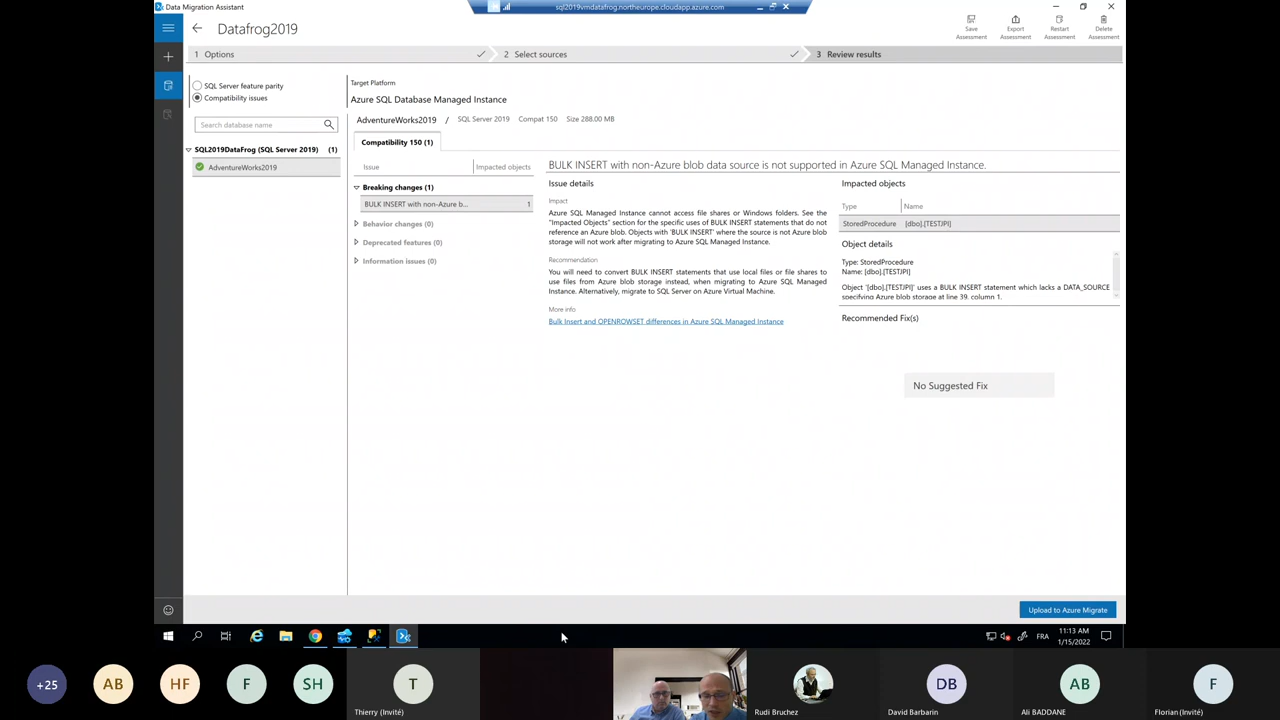 Data Migration Assistant
sql2019vmdatafrog.northeurope.cloudapp.azure.com
Datafrog2019
Save Assessment
Export Assessment
Restart Assessment
Delete Assessment
1 Options
2 Select sources
3 Review results
SQL Server feature parity
Compatibility issues
Search database name
SQL2019DataFrog (SQL Server 2019) (1)
AdventureWorks2019
Target Platform
Azure SQL Database Managed Instance
AdventureWorks2019 / SQL Server 2019 Compat 150 Size 288.00 MB
Compatibility 150 (1)
Issue Impacted objects
Breaking changes (1)
BULK INSERT with non-Azure b... 1
Behavior changes (0)
Deprecated features (0)
Information issues (0)
BULK INSERT with non-Azure blob data source is not supported in Azure SQL Managed Instance.
Issue details
Impact
Azure SQL Managed Instance cannot access file shares or Windows folders. See the
"Impacted Objects" section for the specific uses of BULK INSERT statements that do not
reference an Azure blob. Objects with 'BULK INSERT' where the source is not Azure blob
storage will not work after migrating to Azure SQL Managed Instance.
Recommendation
You will need to convert BULK INSERT statements that use local files or file shares to
use files from Azure blob storage instead, when migrating to Azure SQL Managed
Instance. Alternatively, migrate to SQL Server on Azure Virtual Machine.
More info
Bulk Insert and OPENROWSET differences in Azure SQL Managed Instance
Impacted objects
Type Name
StoredProcedure [dbo].[TESTJPI]
Object details
Type: StoredProcedure
Name: [dbo].[TESTJPI]
Object '[dbo].[TESTJPI]' uses a BULK INSERT statement which lacks a DATA_SOURCE
specifying Azure blob storage at line 39, column 1.
Recommended Fix(s)
No Suggested Fix
Upload to Azure Migrate
FRA
11:13 AM
1/15/2022
+25
AB
HF
F
SH
T
Thierry (Invité)
Rudi Bruchez
DB
David Barbarin
AB
Ali BADDANE
F
Florian (Invité)